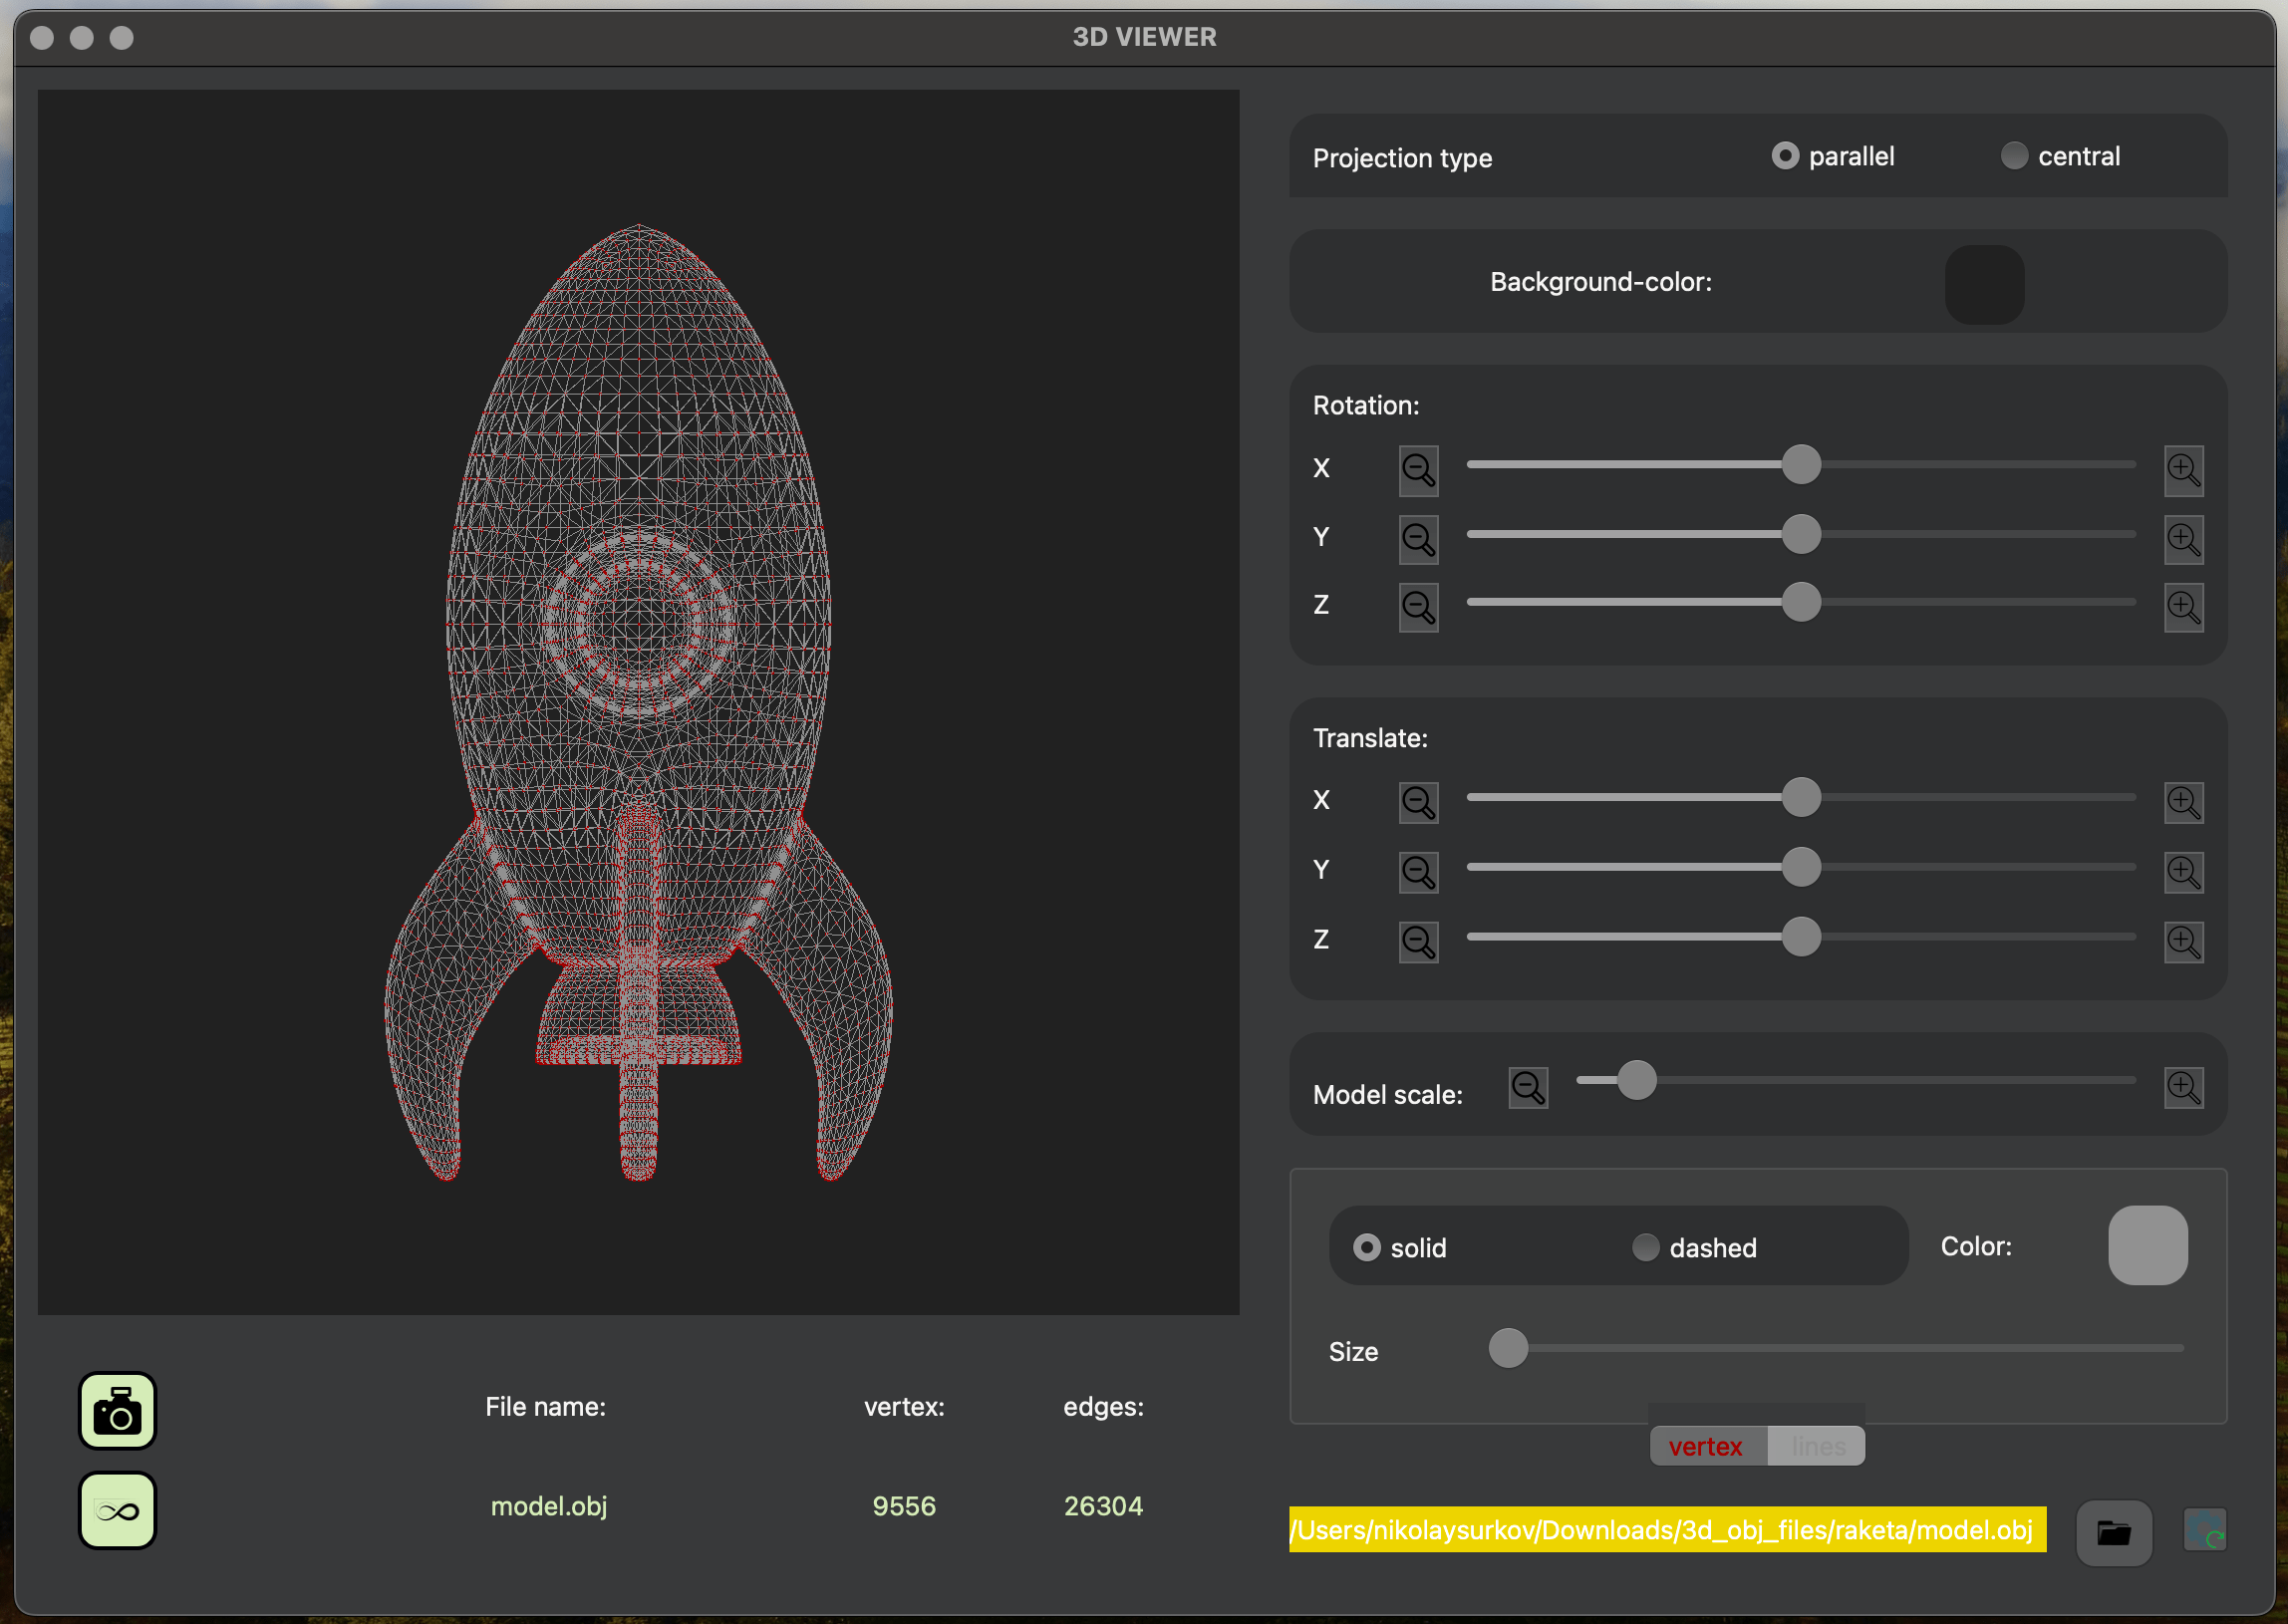 3D VIEWER
Projection type
parallel
central
Background-color:
Rotation:
X
Y
Z
Translate:
X
Y
Z
Model scale:
solid
dashed
Color:
Size
vertex
lines
File name:
vertex:
edges:
model.obj
9556
26304
/Users/nikolaysurkov/Downloads/3d_obj_files/raketa/model.obj